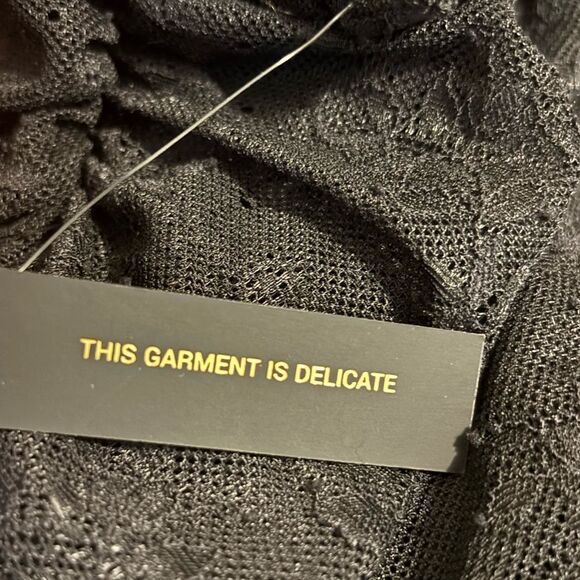 THIS GARMENT IS DELICATE